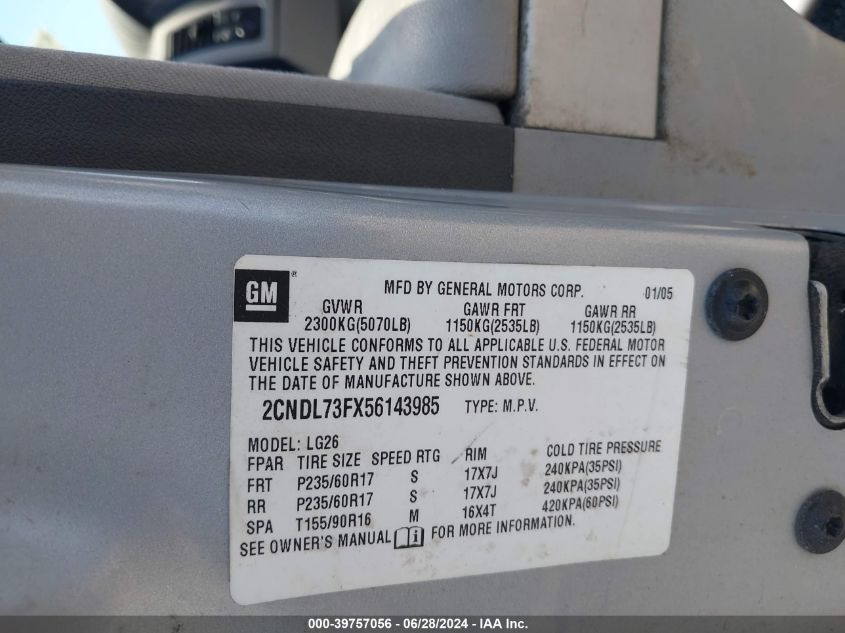 GM ®
MFD BY GENERAL MOTORS CORP. 01/05
GVWR GAWR FRT GAWR RR
2300KG(5070LB) 1150KG(2535LB) 1150KG(2535LB)
THIS VEHICLE CONFORMS TO ALL APPLICABLE U.S. FEDERAL MOTOR
VEHICLE SAFETY AND THEFT PREVENTION STANDARDS IN EFFECT ON
THE DATE OF MANUFACTURE SHOWN ABOVE.
2CNDL73FX56143985 TYPE: M.P.V.
MODEL: LG26
FPAR TIRE SIZE SPEED RTG RIM COLD TIRE PRESSURE
FRT P235/60R17 S 17X7J 240KPA(35PSI)
RR P235/60R17 S 17X7J 240KPA(35PSI)
SPA T155/90R16 M 16X4T 420KPA(60PSI)
SEE OWNER'S MANUAL i FOR MORE INFORMATION.
000-39757056 - 06/28/2024 - IAA Inc.